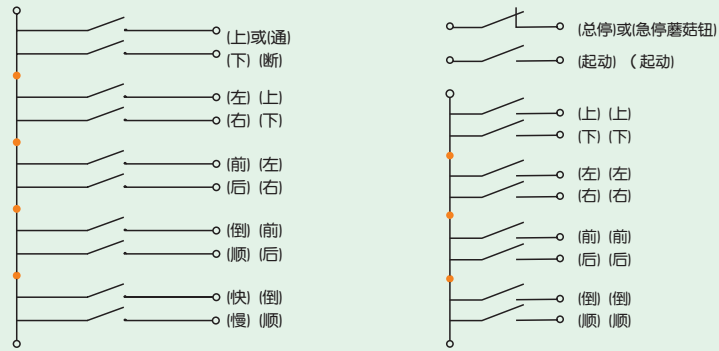 (上)或(通)
(下) (断)
(左) (上)
(右) (下)
(前) (左)
(后) (右)
(倒) (前)
(顺) (后)
(快) (倒)
(慢) (顺)
(总停)或(急停蘑菇钮)
(起动) (起动)
(上) (上)
(下) (下)
(左) (左)
(右) (右)
(前) (前)
(后) (后)
(倒) (倒)
(顺) (顺)